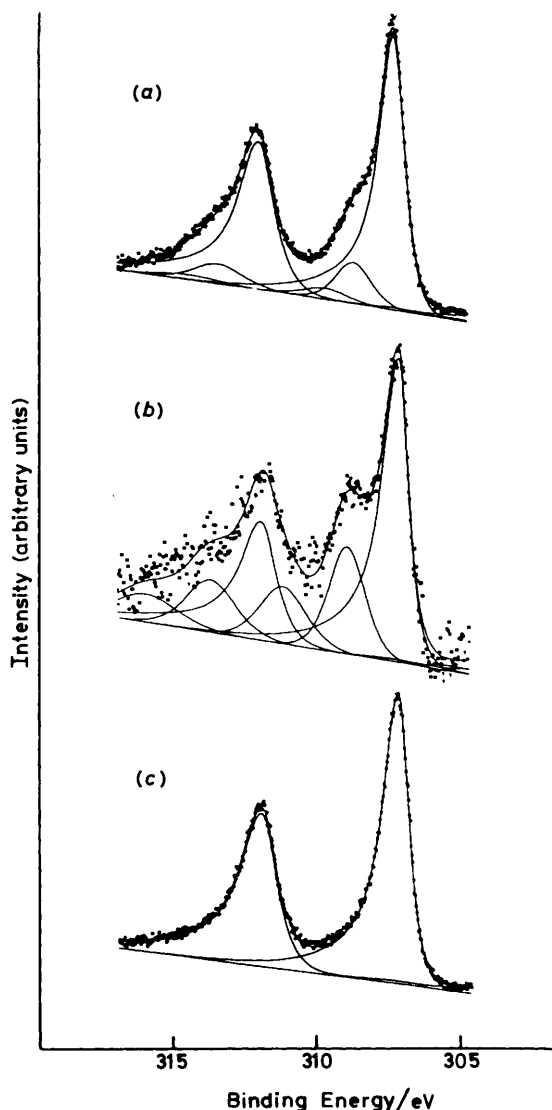 (a)
(b)
(c)
Intensity (arbitrary units)
315 310 305
Binding Energy/eV